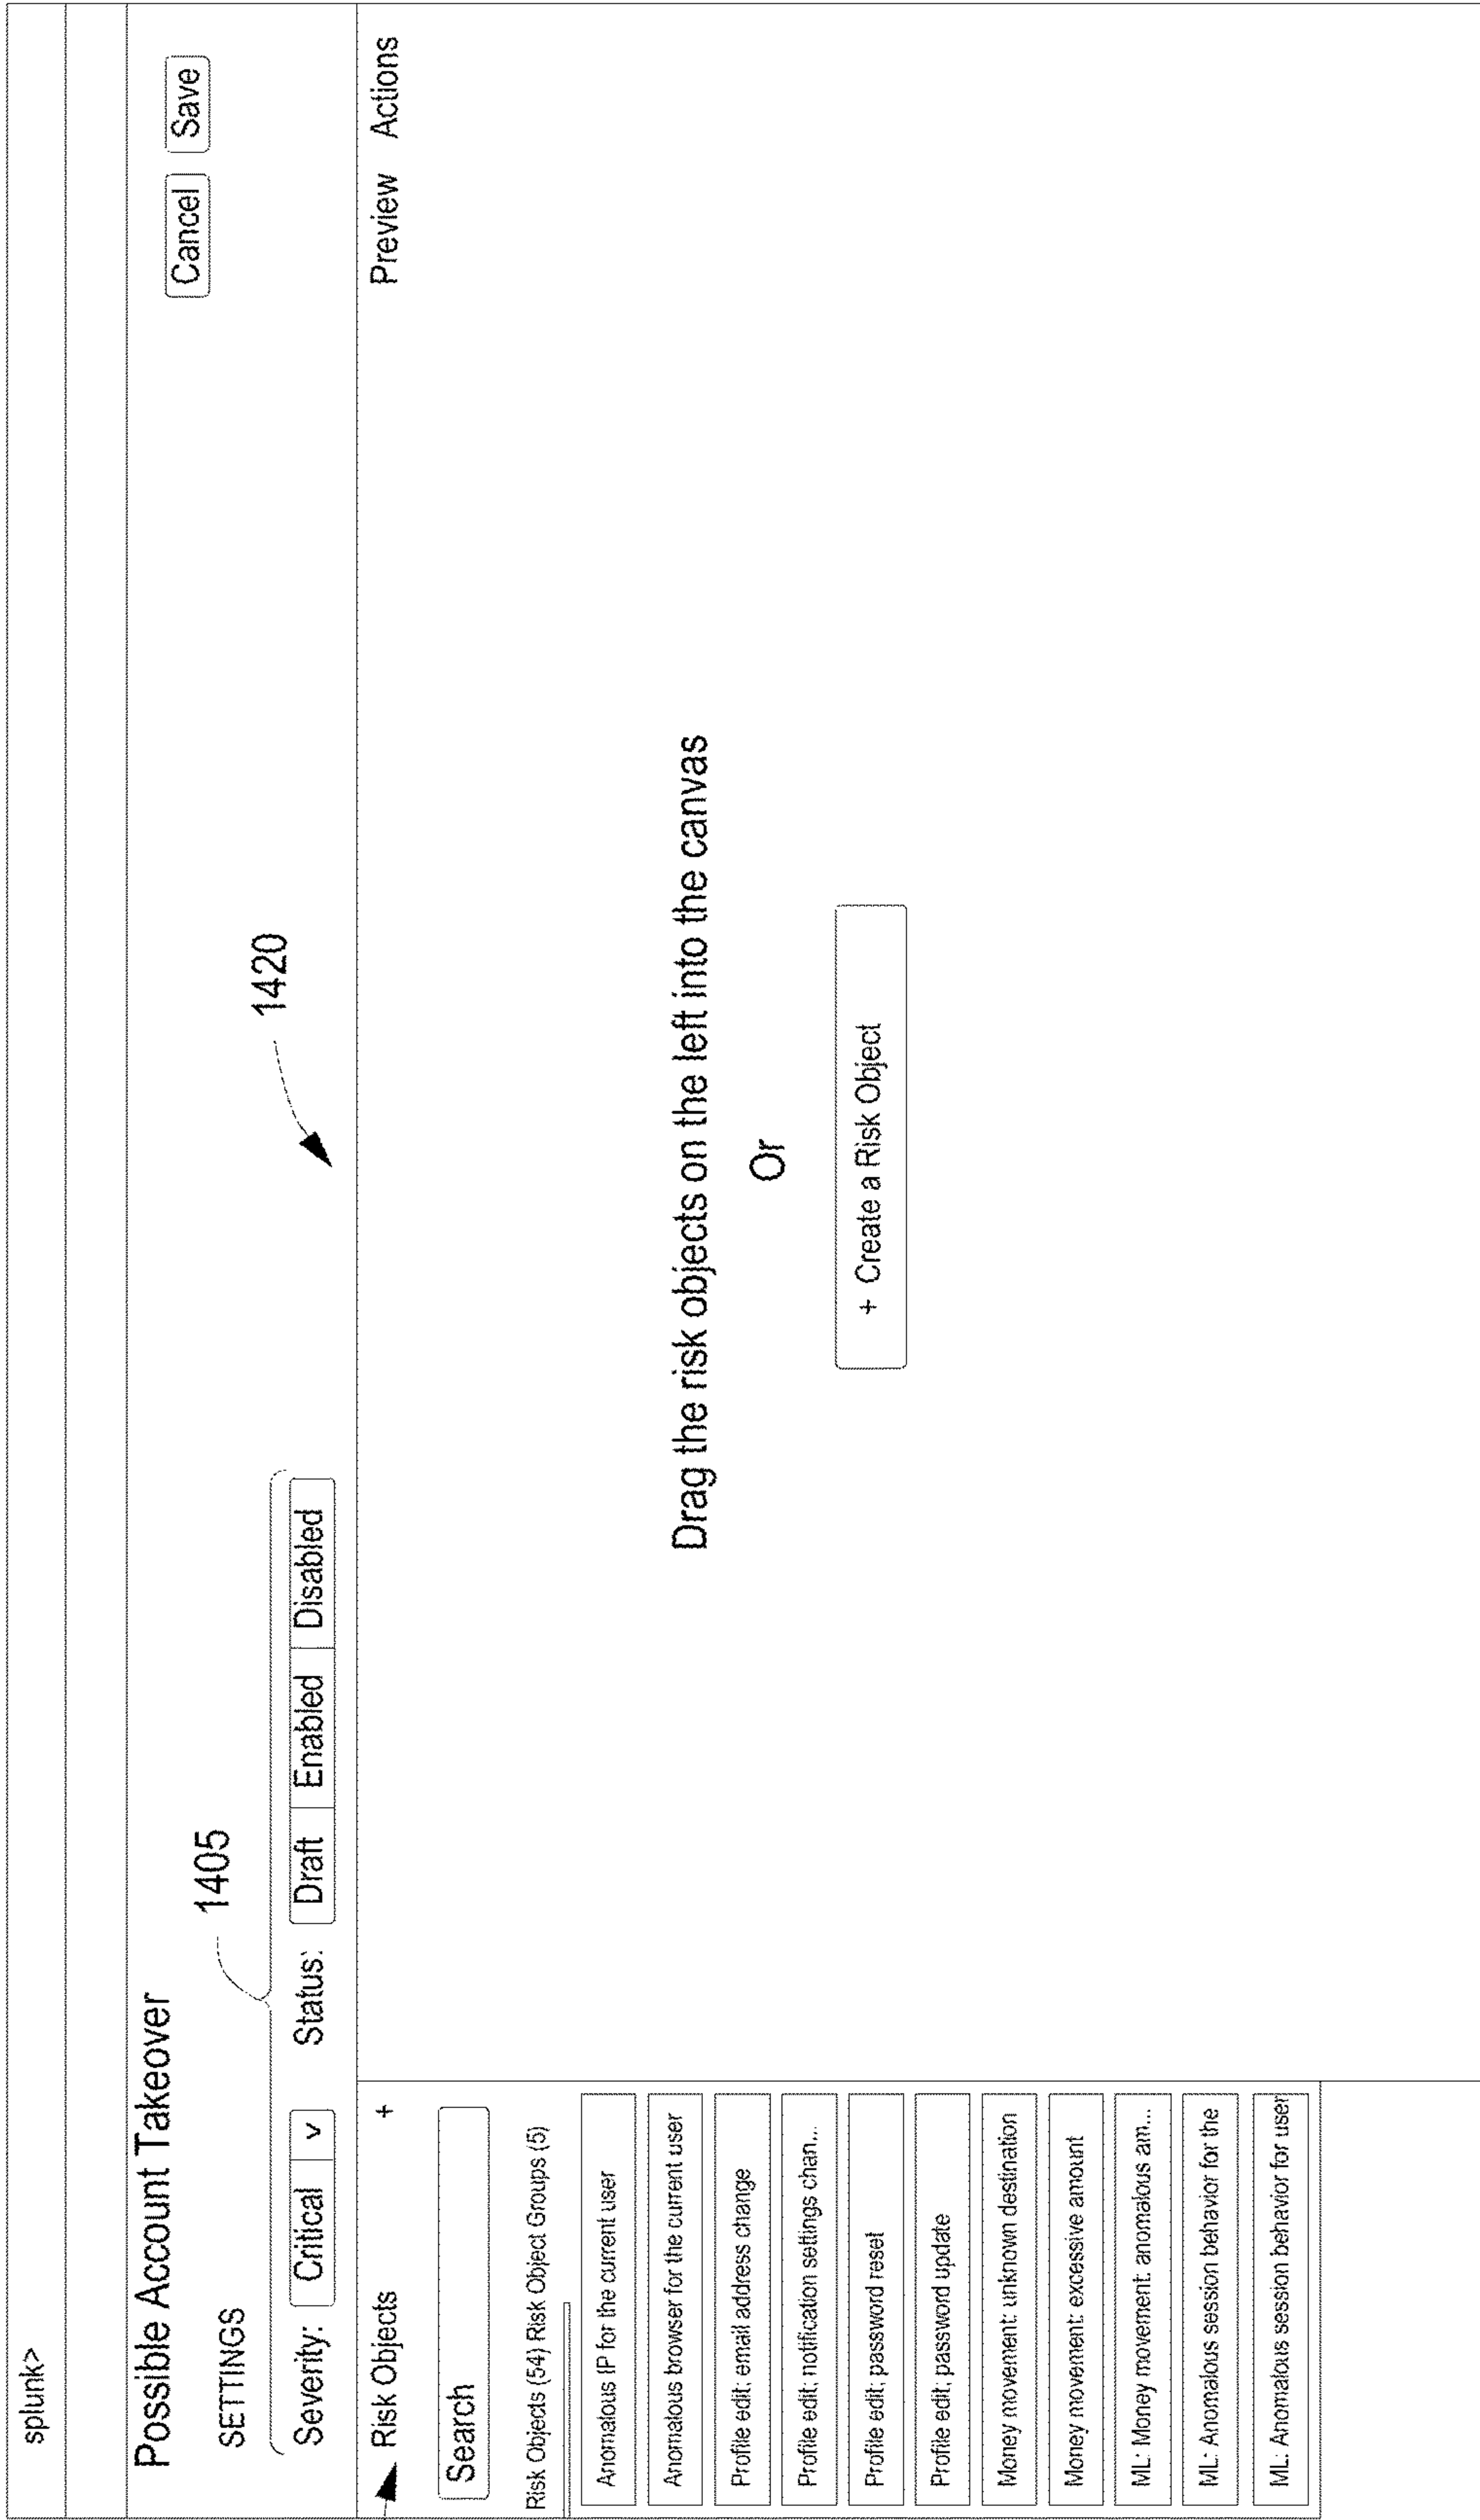 splunk>
Possible Account Takeover
Cancel Save
SETTINGS
1405
1420
Severity: Critical v Status: Draft Enabled Disabled
Risk Objects +
Preview Actions
Search
Risk Objects (54) Risk Object Groups (5)
Anomalous IP for the current user
Anomalous browser for the current user
Profile edit: email address change
Profile edit: notification settings chan...
Profile edit: password reset
Profile edit: password update
Money movement: unknown destination
Money movement: excessive amount
ML: Money movement: anomalous am...
ML: Anomalous session behavior for the
ML: Anomalous session behavior for user
Drag the risk objects on the left into the canvas
Or
+ Create a Risk Object